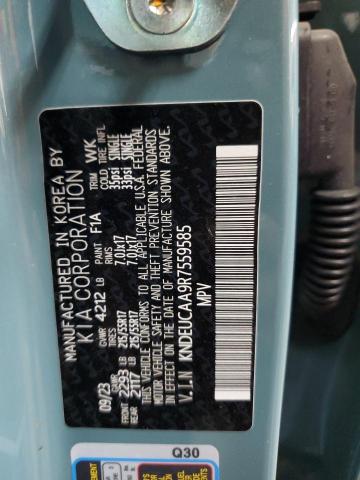 MANUFACTURED IN KOREA BY
KIA CORPORATION
09/23 GVWR 4212 LB PAINT F1A TRIM WK
GAWR RIMS COLD TIRE INFL.
FRONT 2293 LB 215/55R17 7.0Jx17 35psi SINGLE
REAR 2117 LB 215/55R17 7.0Jx17 33psi SINGLE
THIS VEHICLE CONFORMS TO ALL APPLICABLE U.S.A. FEDERAL
MOTOR VEHICLE SAFETY, BUMPER, AND THEFT PREVENTION STANDARDS
IN EFFECT ON THE DATE OF MANUFACTURE SHOWN ABOVE.
V.I.N KNDEUCAA9R7559585
MPV
Q30